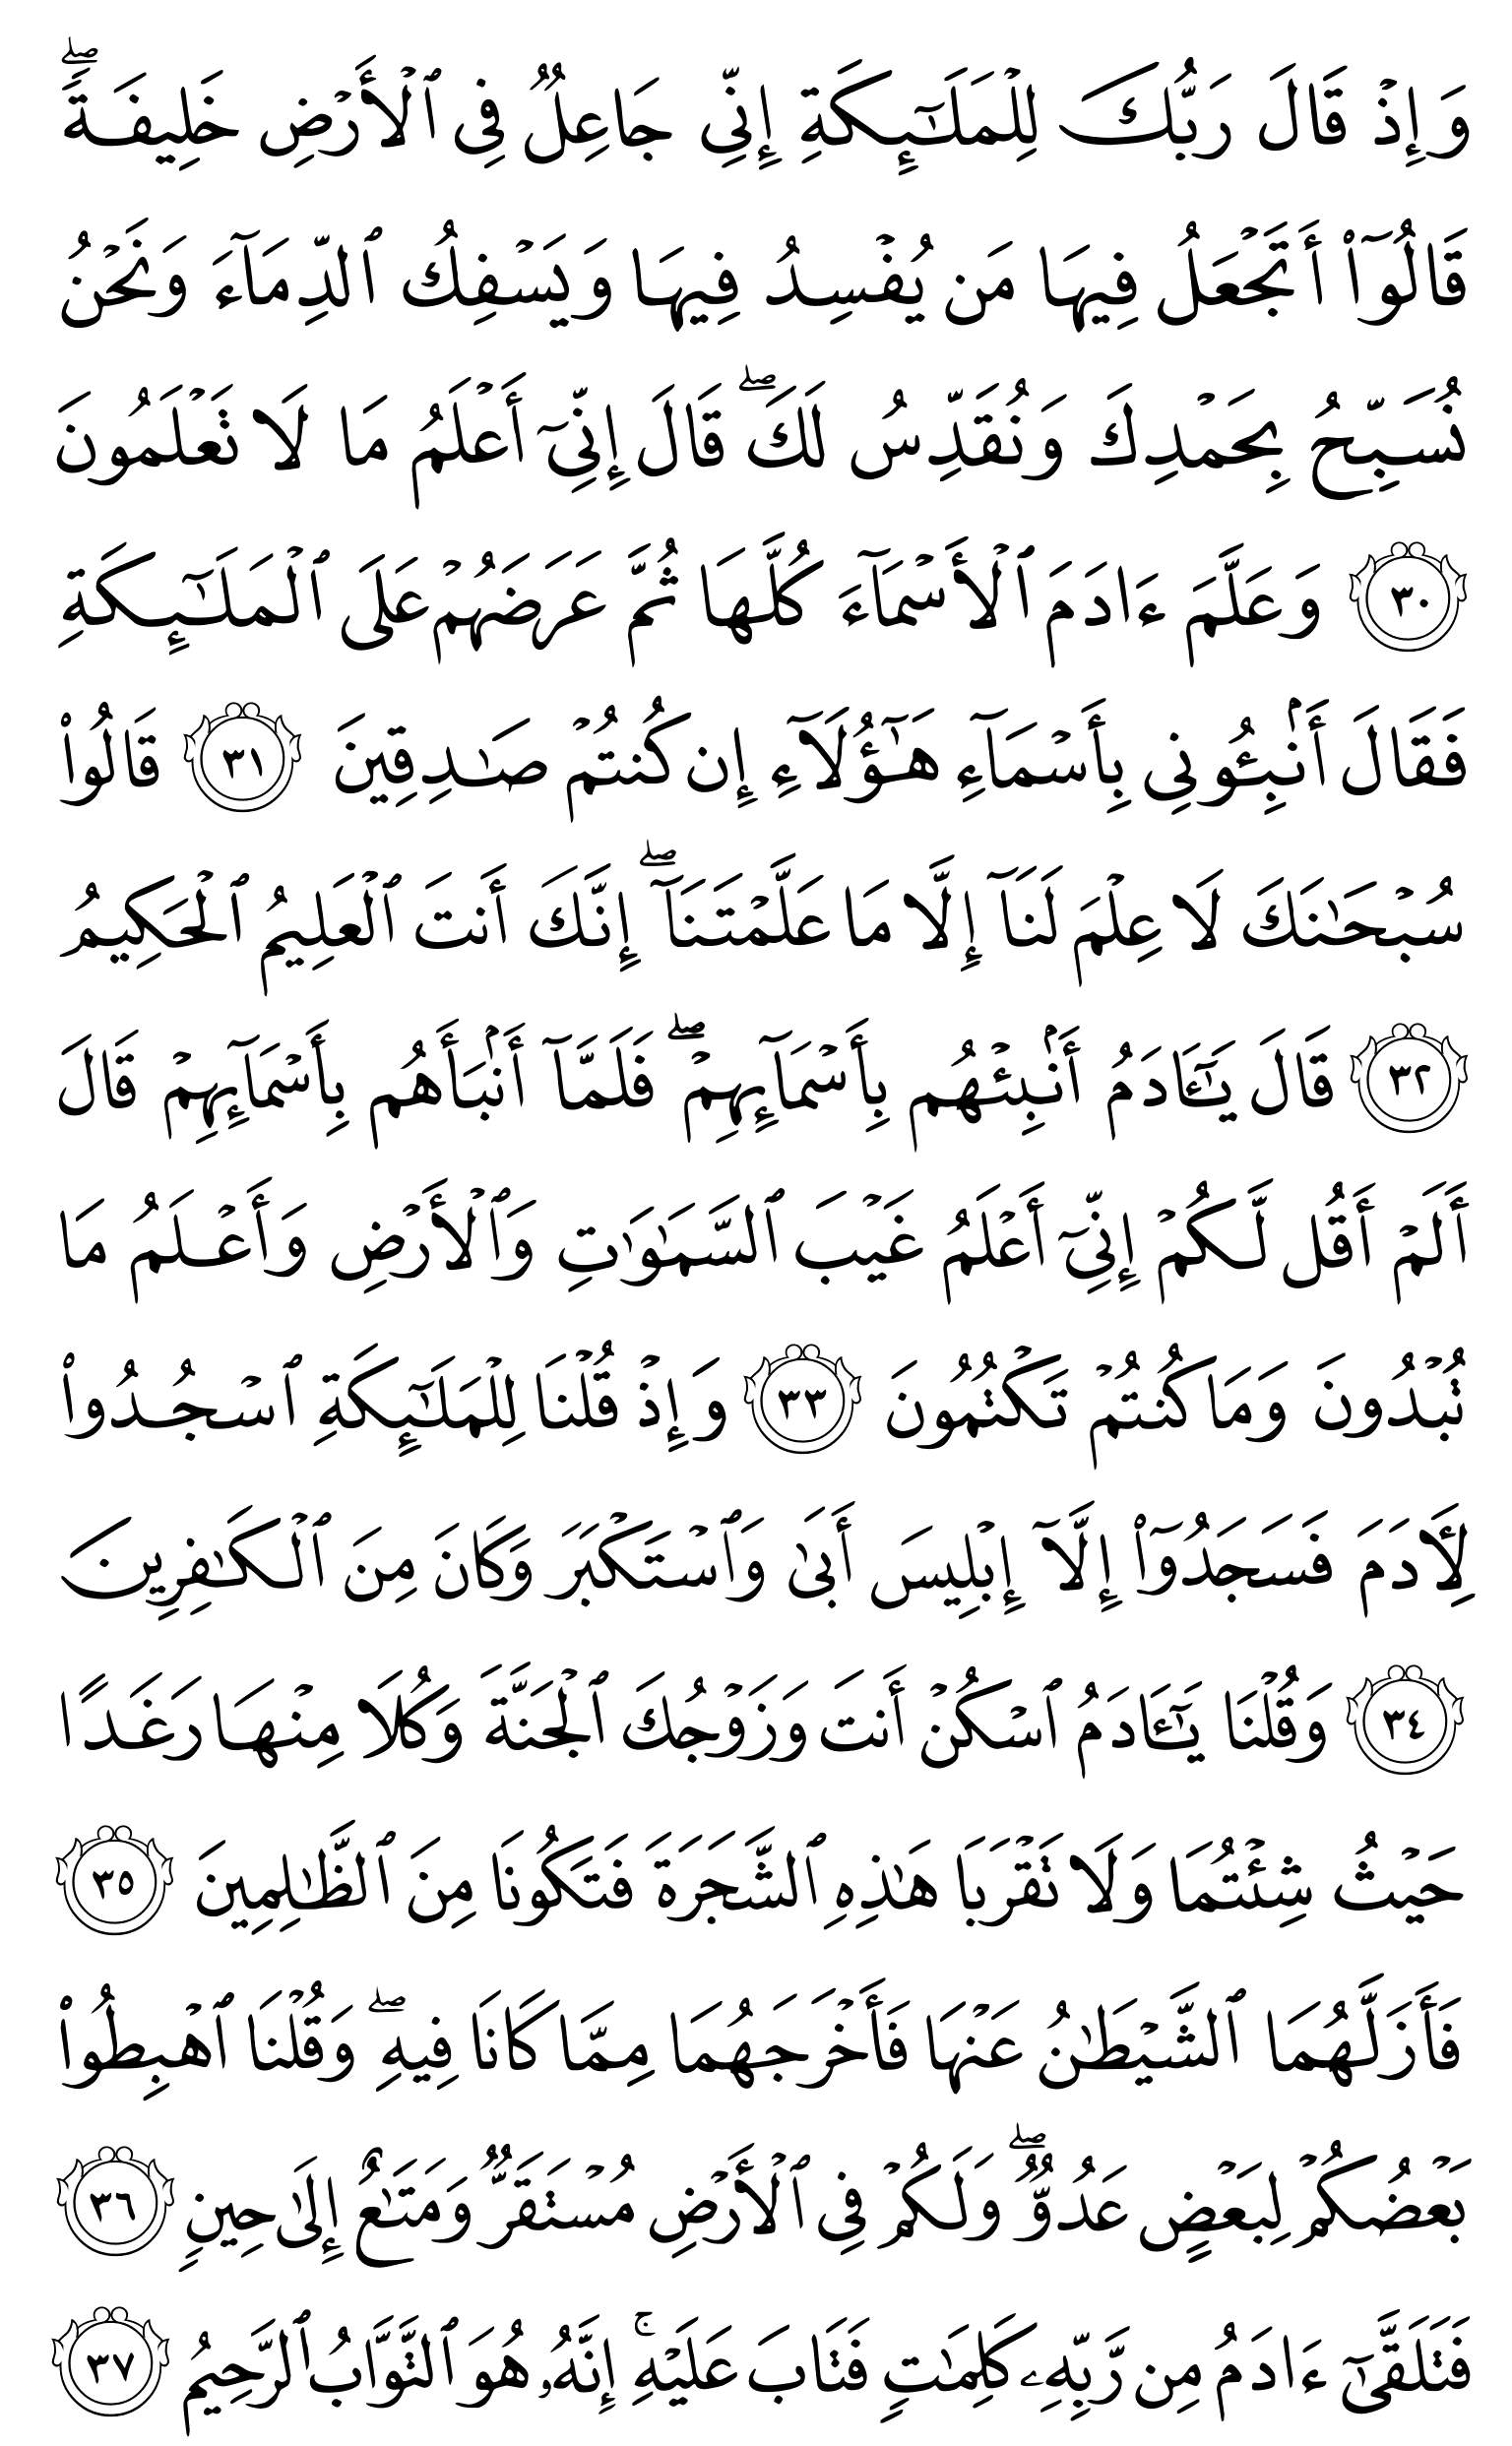 وَإِذۡ قَالَ رَبُّكَ لِلۡمَلَٰٓئِكَةِ إِنِّي جَاعِلٞ فِي ٱلۡأَرۡضِ خَلِيفَةٗۖ
قَالُوٓاْ أَتَجۡعَلُ فِيهَا مَن يُفۡسِدُ فِيهَا وَيَسۡفِكُ ٱلدِّمَآءَ وَنَحۡنُ
نُسَبِّحُ بِحَمۡدِكَ وَنُقَدِّسُ لَكَۖ قَالَ إِنِّيٓ أَعۡلَمُ مَا لَا تَعۡلَمُونَ
٣٠ وَعَلَّمَ ءَادَمَ ٱلۡأَسۡمَآءَ كُلَّهَا ثُمَّ عَرَضَهُمۡ عَلَى ٱلۡمَلَٰٓئِكَةِ
فَقَالَ أَنۢبِـُٔونِي بِأَسۡمَآءِ هَٰٓؤُلَآءِ إِن كُنتُمۡ صَٰدِقِينَ ٣١ قَالُواْ
سُبۡحَٰنَكَ لَا عِلۡمَ لَنَآ إِلَّا مَا عَلَّمۡتَنَآۖ إِنَّكَ أَنتَ ٱلۡعَلِيمُ ٱلۡحَكِيمُ
٣٢ قَالَ يَٰٓـَٔادَمُ أَنۢبِئۡهُم بِأَسۡمَآئِهِمۡۖ فَلَمَّآ أَنۢبَأَهُم بِأَسۡمَآئِهِمۡ قَالَ
أَلَمۡ أَقُل لَّكُمۡ إِنِّيٓ أَعۡلَمُ غَيۡبَ ٱلسَّمَٰوَٰتِ وَٱلۡأَرۡضِ وَأَعۡلَمُ مَا
تُبۡدُونَ وَمَا كُنتُمۡ تَكۡتُمُونَ ٣٣ وَإِذۡ قُلۡنَا لِلۡمَلَٰٓئِكَةِ ٱسۡجُدُواْ
لِأٓدَمَ فَسَجَدُوٓاْ إِلَّآ إِبۡلِيسَ أَبَىٰ وَٱسۡتَكۡبَرَ وَكَانَ مِنَ ٱلۡكَٰفِرِينَ
٣٤ وَقُلۡنَا يَٰٓـَٔادَمُ ٱسۡكُنۡ أَنتَ وَزَوۡجُكَ ٱلۡجَنَّةَ وَكُلَا مِنۡهَا رَغَدًا
حَيۡثُ شِئۡتُمَا وَلَا تَقۡرَبَا هَٰذِهِ ٱلشَّجَرَةَ فَتَكُونَا مِنَ ٱلظَّٰلِمِينَ ٣٥
فَأَزَلَّهُمَا ٱلشَّيۡطَٰنُ عَنۡهَا فَأَخۡرَجَهُمَا مِمَّا كَانَا فِيهِۖ وَقُلۡنَا ٱهۡبِطُواْ
بَعۡضُكُمۡ لِبَعۡضٍ عَدُوّٞۖ وَلَكُمۡ فِي ٱلۡأَرۡضِ مُسۡتَقَرّٞ وَمَتَٰعٌ إِلَىٰ حِينٖ ٣٦
فَتَلَقَّىٰٓ ءَادَمُ مِن رَّبِّهِۦ كَلِمَٰتٖ فَتَابَ عَلَيۡهِۚ إِنَّهُۥ هُوَ ٱلتَّوَّابُ ٱلرَّحِيمُ ٣٧